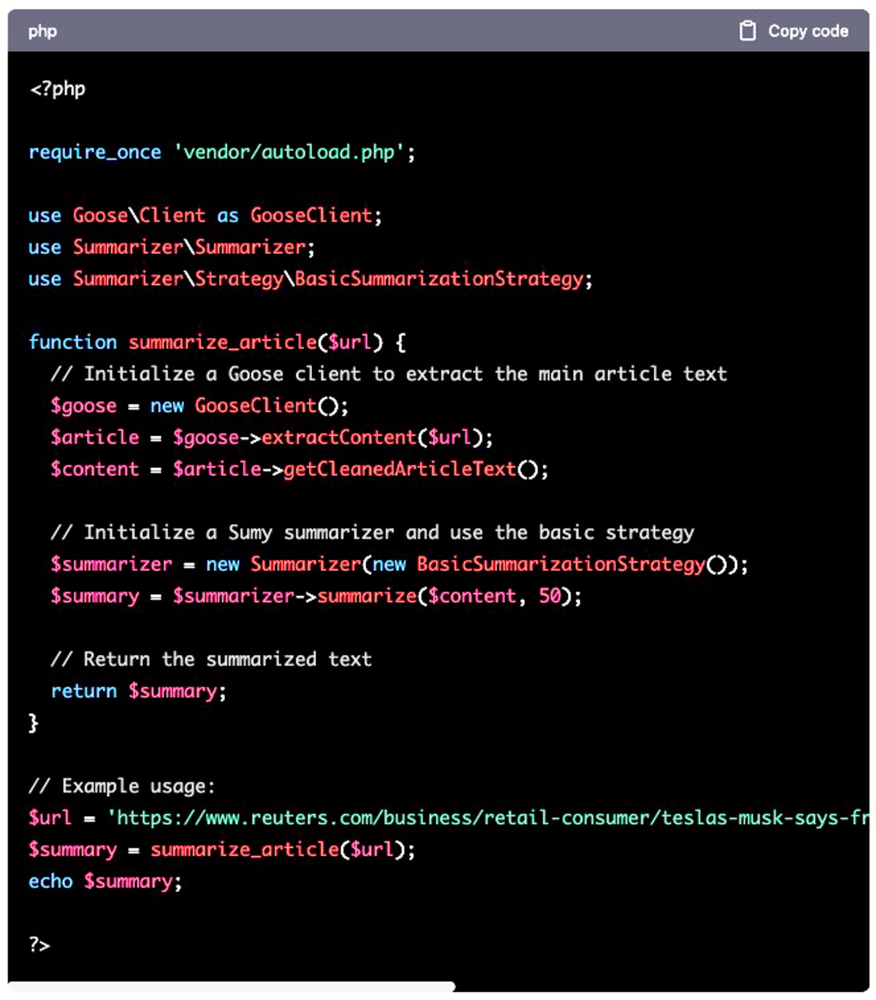 php
Copy code
<?php
require_once 'vendor/autoload.php';
use Goose\Client as GooseClient;
use Summarizer\Summarizer;
use Summarizer\Strategy\BasicSummarizationStrategy;
function summarize_article($url) {
// Initialize a Goose client to extract the main article text
$goose = new GooseClient();
$article = $goose->extractContent($url);
$content = $article->getCleanedArticleText();
// Initialize a Sumy summarizer and use the basic strategy
$summarizer = new Summarizer(new BasicSummarizationStrategy());
$summary = $summarizer->summarize($content, 50);
// Return the summarized text
return $summary;
}
// Example usage:
$url = 'https://www.reuters.com/business/retail-consumer/teslas-musk-says-fr
$summary = summarize_article($url);
echo $summary;
?>